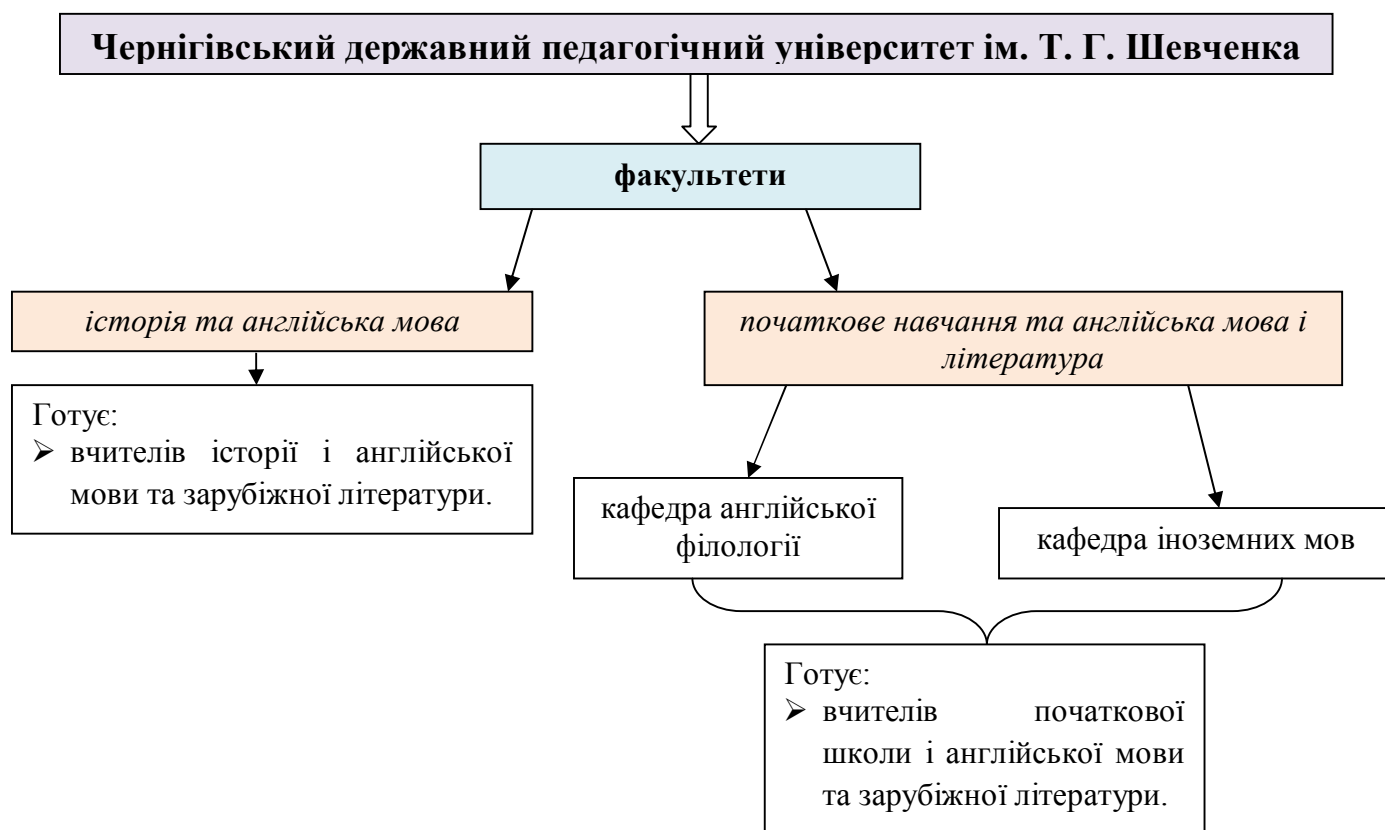 Чернігівський державний педагогічний університет ім. Т. Г. Шевченка
факультети
історія та англійська мова
початкове навчання та англійська мова і
література
Готує:
➢ вчителів історії і англійської
мови та зарубіжної літератури.
кафедра англійської
філології
кафедра іноземних мов
Готує:
➢ вчителів початкової
школи і англійської мови
та зарубіжної літератури.